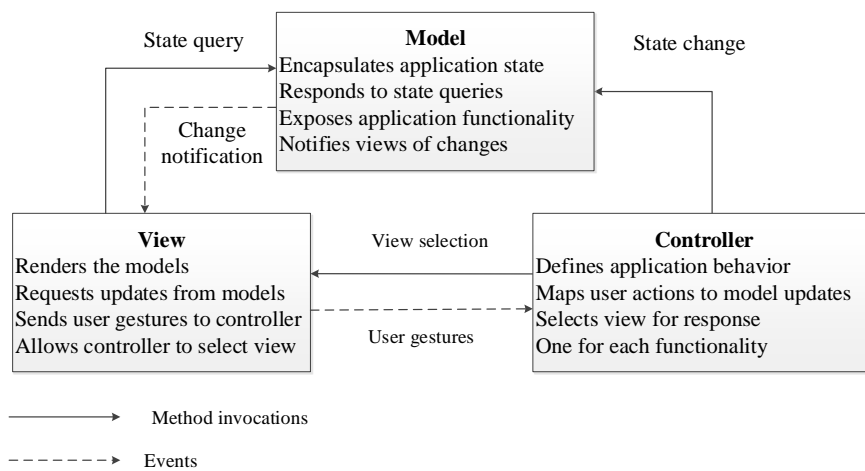 State query
Model
State change
Encapsulates application state
Responds to state queries
Exposes application functionality
Notifies views of changes
Change
notification
View
Renders the models
Requests updates from models
Sends user gestures to controller
Allows controller to select view
View selection
User gestures
Controller
Defines application behavior
Maps user actions to model updates
Selects view for response
One for each functionality
Method invocations
Events